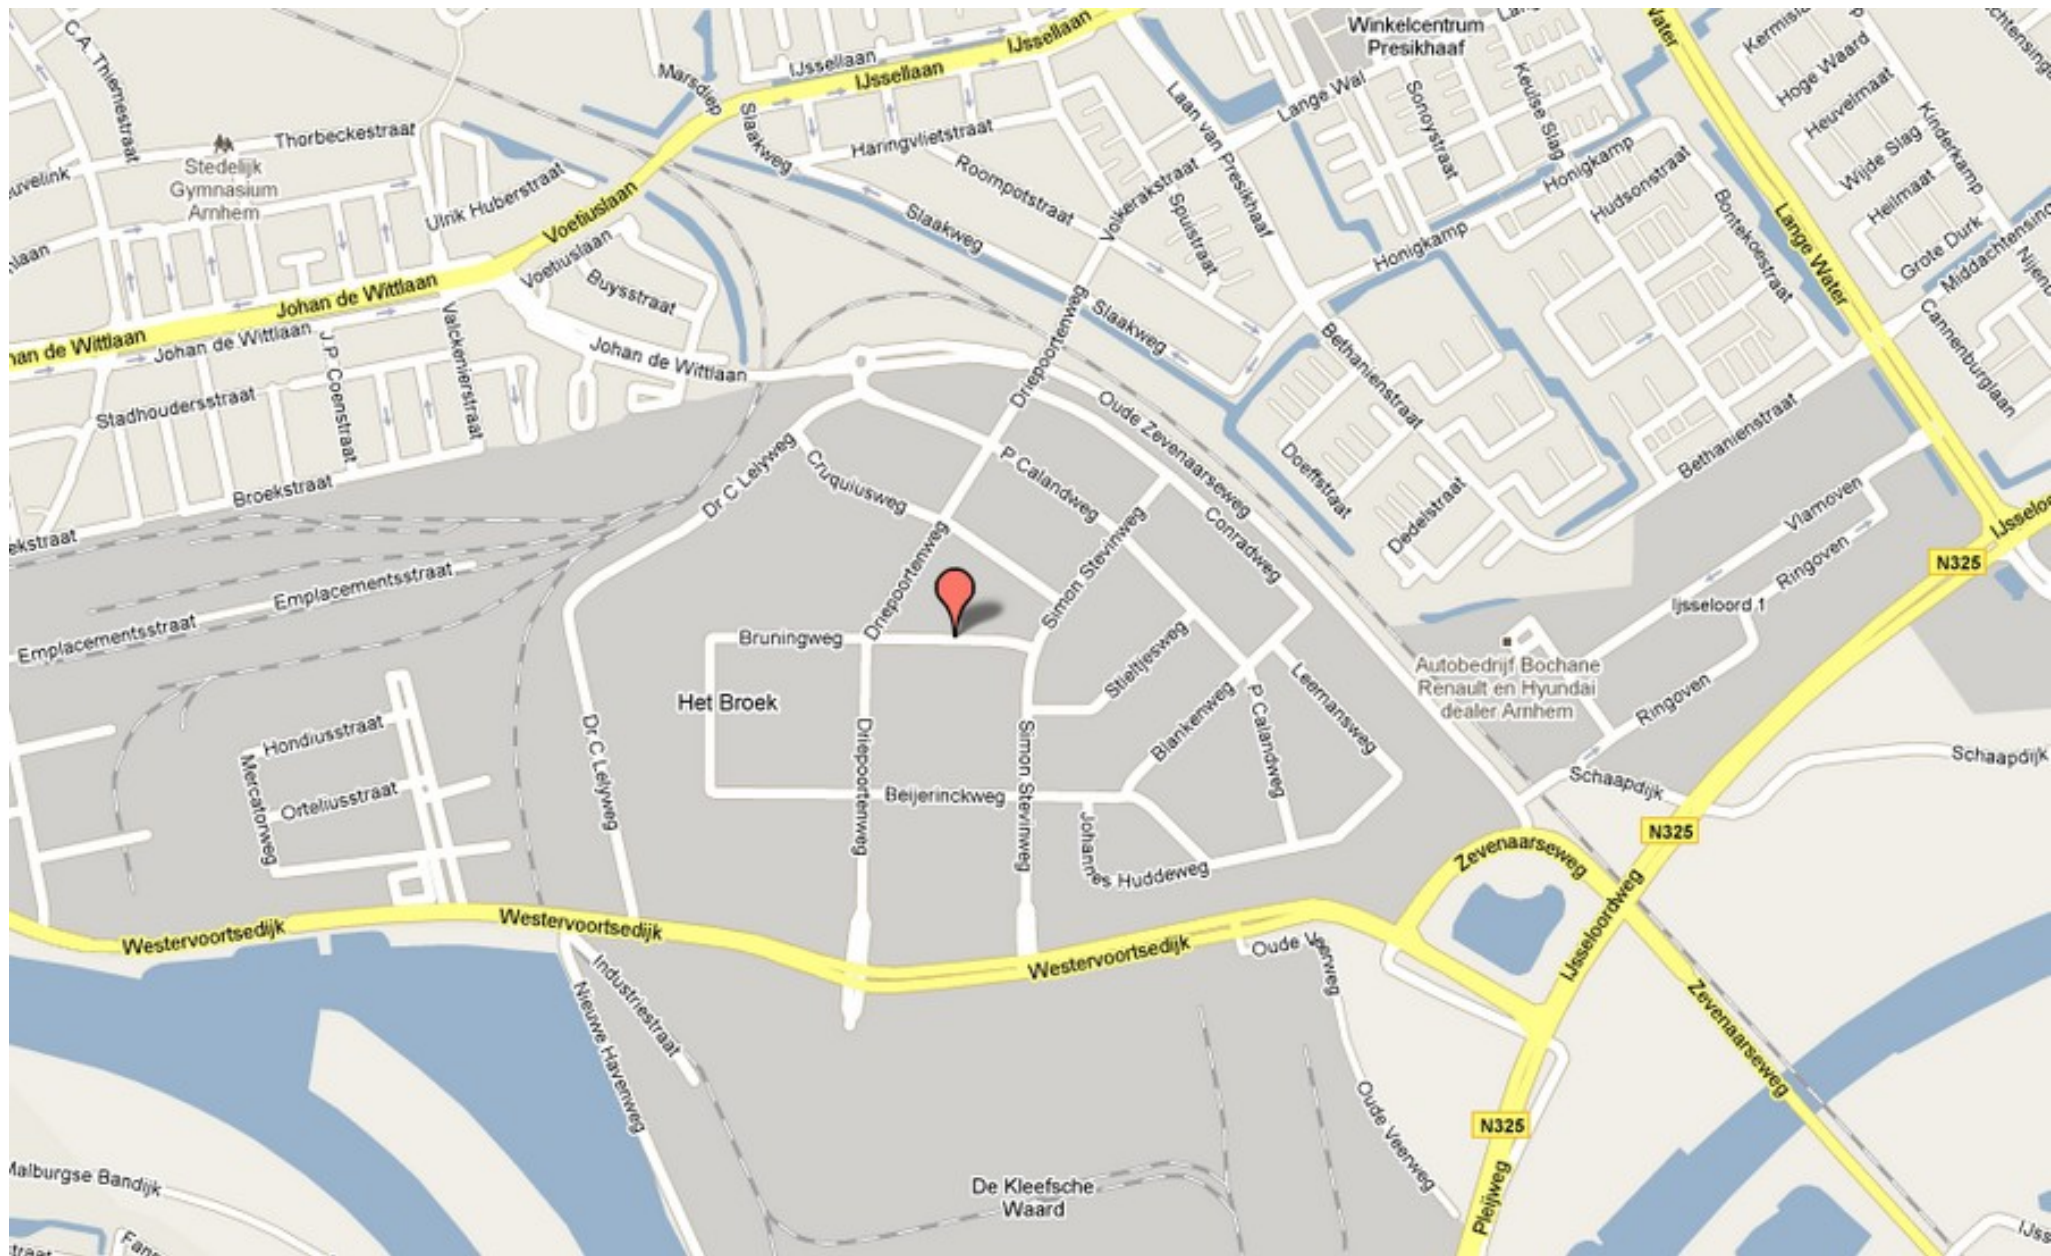 C.A. Thiemestraat
Marsdiep
IJssellaan
IJssellaan
IJssellaan
Winkelcentrum
Presikhaaf
Lange Wal
Laan van Presikhaaf
Sonoystraat
Keulse Slag
Hoge Waard
Heuvelmaat
Wijde Slag
Kinderkamp
Heilmaat
Grote Durk
Thorbeckestraat
Stedelijk
Gymnasium
Arnhem
Ulrik Huberstraat
Slaakweg
Haringvlietstraat
Roompotstraat
Volkerakstraat
Spuistraat
Honigkamp
Honigkamp
Hudsonstraat
Bontekoestraat
Lange Water
Cannenburglaan
Voetiuslaan
Voetiuslaan
Buysstraat
Slaakweg
Slaakweg
Johan de Wittlaan
Johan de Wittlaan
Johan de Wittlaan
Valckenierstraat
J.P. Coenstraat
Stadhoudersstraat
Broekstraat
Driepoortenweg
Bethanienstraat
Bethanienstraat
Oude Zevenaarseweg
Doeffstraat
Dedelstraat
Dr C Lelyweg
Cruquiusweg
P Calandweg
Conradweg
Simon Stevinweg
Driepoortenweg
Vlamoven
Ringoven
N325
Ijsseloord 1
Emplacementsstraat
Emplacementsstraat
Bruningweg
Stieltjesweg
Autobedrijf Bochane
Renault en Hyundai
dealer Arnhem
Ringoven
Het Broek
Leemansweg
Blankenweg
P Calandweg
Dr C Lelyweg
Driepoortenweg
Simon Stevinweg
Hondiusstraat
Mercatorweg
Orteliusstraat
Beijerinckweg
Johannes Huddeweg
Schaapdijk
Schaapdijk
N325
Zevenaarseweg
IJsseloordweg
Westervoortsedijk
Westervoortsedijk
Westervoortsedijk
Oude Veerweg
Industriestraat
Nieuwe Havenweg
Zevenaarseweg
Oude Veerweg
N325
Pleijweg
De Kleefsche
Waard
Malburgse Bandijk